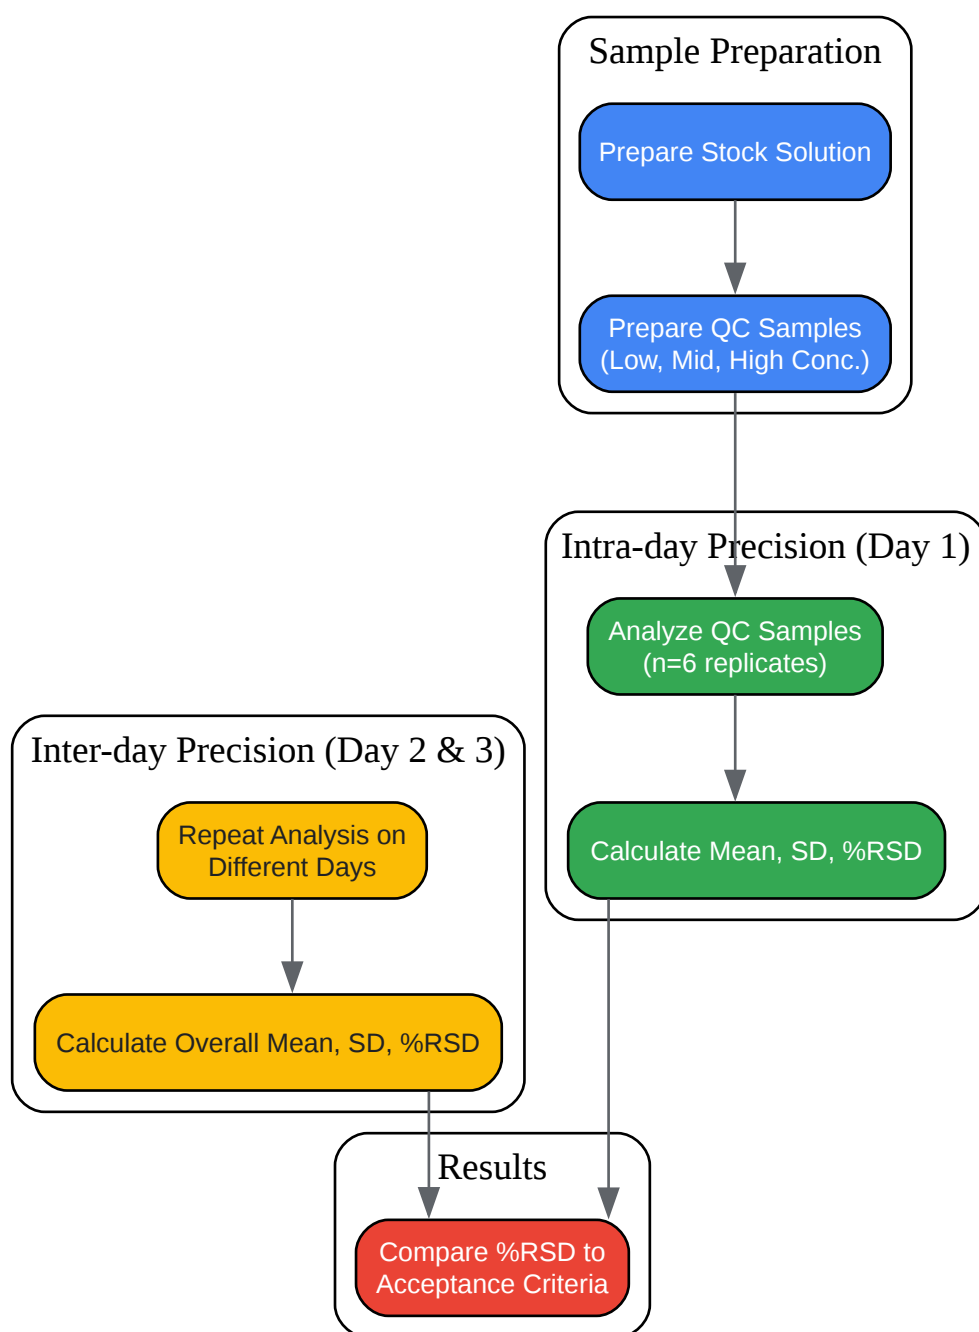 Sample Preparation
Prepare Stock Solution
Prepare QC Samples
(Low, Mid, High Conc.)
Intra-day Precision (Day 1)
Analyze QC Samples
(n=6 replicates)
Calculate Mean, SD, %RSD
Inter-day Precision (Day 2 & 3)
Repeat Analysis on
Different Days
Calculate Overall Mean, SD, %RSD
Results
Compare %RSD to
Acceptance Criteria